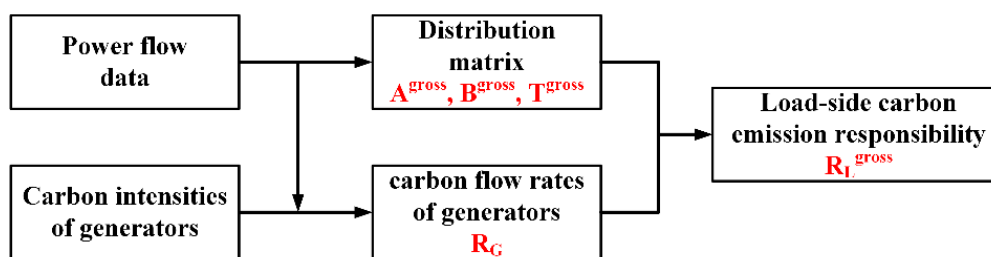 Power flow
data
Distribution
matrix
A^gross, B^gross, T^gross
Load-side carbon
emission responsibility
R_L^gross
Carbon intensities
of generators
carbon flow rates
of generators
R_G